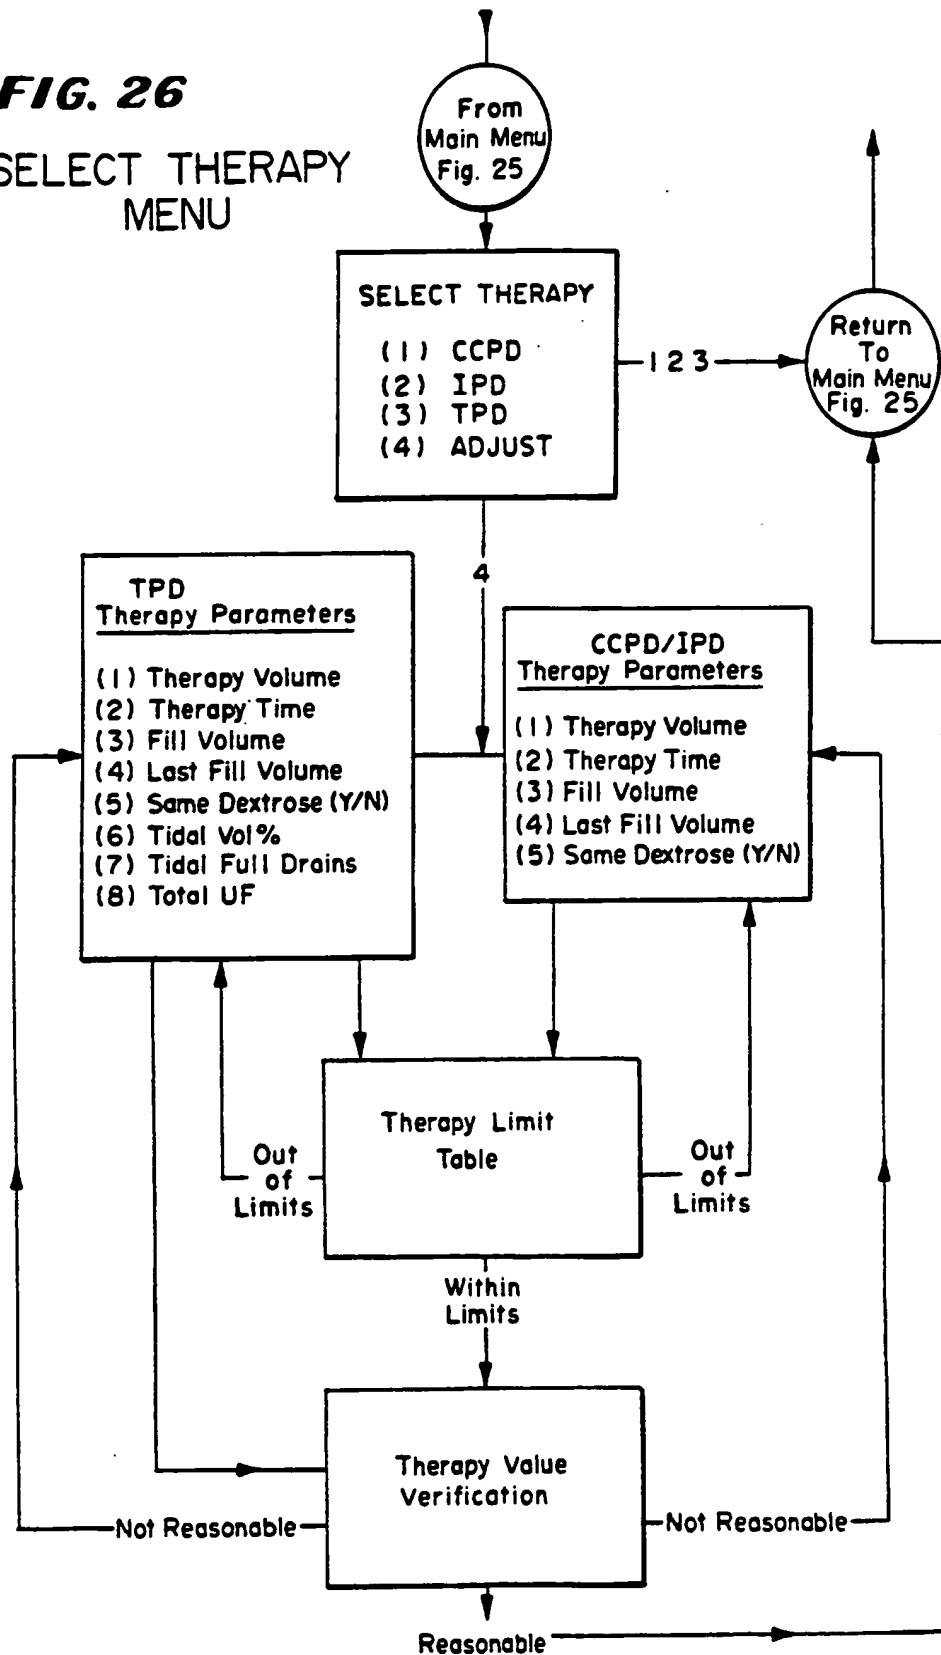 FIG. 26
SELECT THERAPY
MENU
From
Main Menu
Fig. 25
SELECT THERAPY
(1) CCPD
(2) IPD
(3) TPD
(4) ADJUST
1 2 3
Return
To
Main Menu
Fig. 25
4
TPD
Therapy Parameters
(1) Therapy Volume
(2) Therapy Time
(3) Fill Volume
(4) Last Fill Volume
(5) Same Dextrose (Y/N)
(6) Tidal Vol%
(7) Tidal Full Drains
(8) Total UF
CCPD/IPD
Therapy Parameters
(1) Therapy Volume
(2) Therapy Time
(3) Fill Volume
(4) Last Fill Volume
(5) Same Dextrose (Y/N)
Therapy Limit
Table
Out
of
Limits
Out
of
Limits
Within
Limits
Therapy Value
Verification
Not Reasonable
Not Reasonable
Reasonable